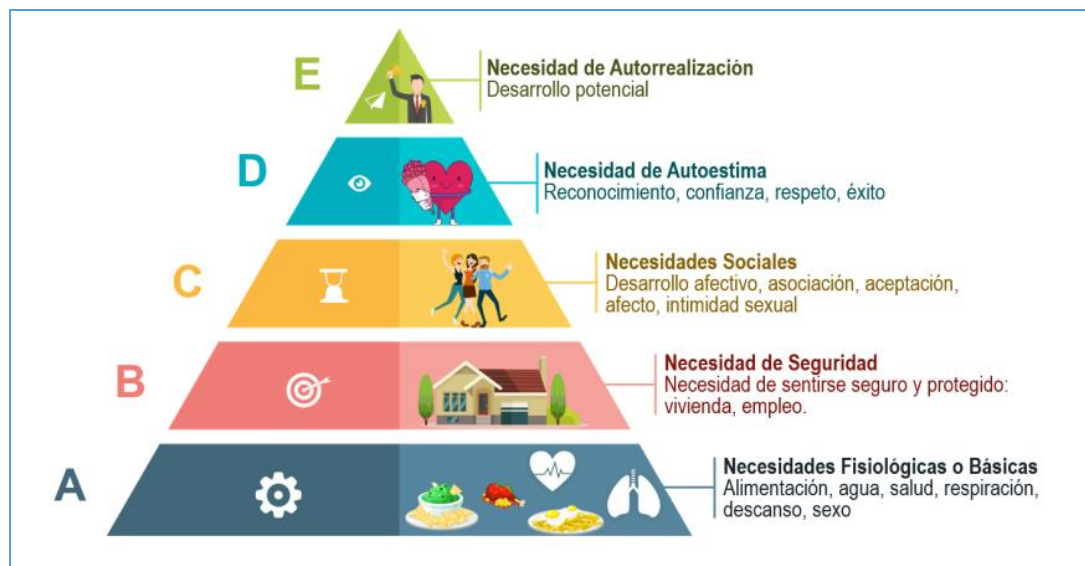 E
Necesidad de Autorrealización
Desarrollo potencial
D
Necesidad de Autoestima
Reconocimiento, confianza, respeto, éxito
C
Necesidades Sociales
Desarrollo afectivo, asociación, aceptación,
afecto, intimidad sexual
B
Necesidad de Seguridad
Necesidad de sentirse seguro y protegido:
vivienda, empleo.
A
Necesidades Fisiológicas o Básicas
Alimentación, agua, salud, respiración,
descanso, sexo